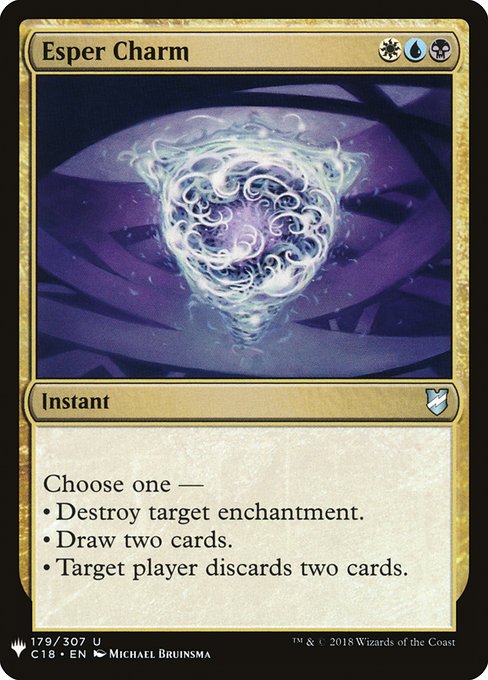 Esper Charm
Instant
Choose one —
• Destroy target enchantment.
• Draw two cards.
• Target player discards two cards.
179/307 U
C18 • EN Michael Bruinsma
™ & © 2018 Wizards of the Coast